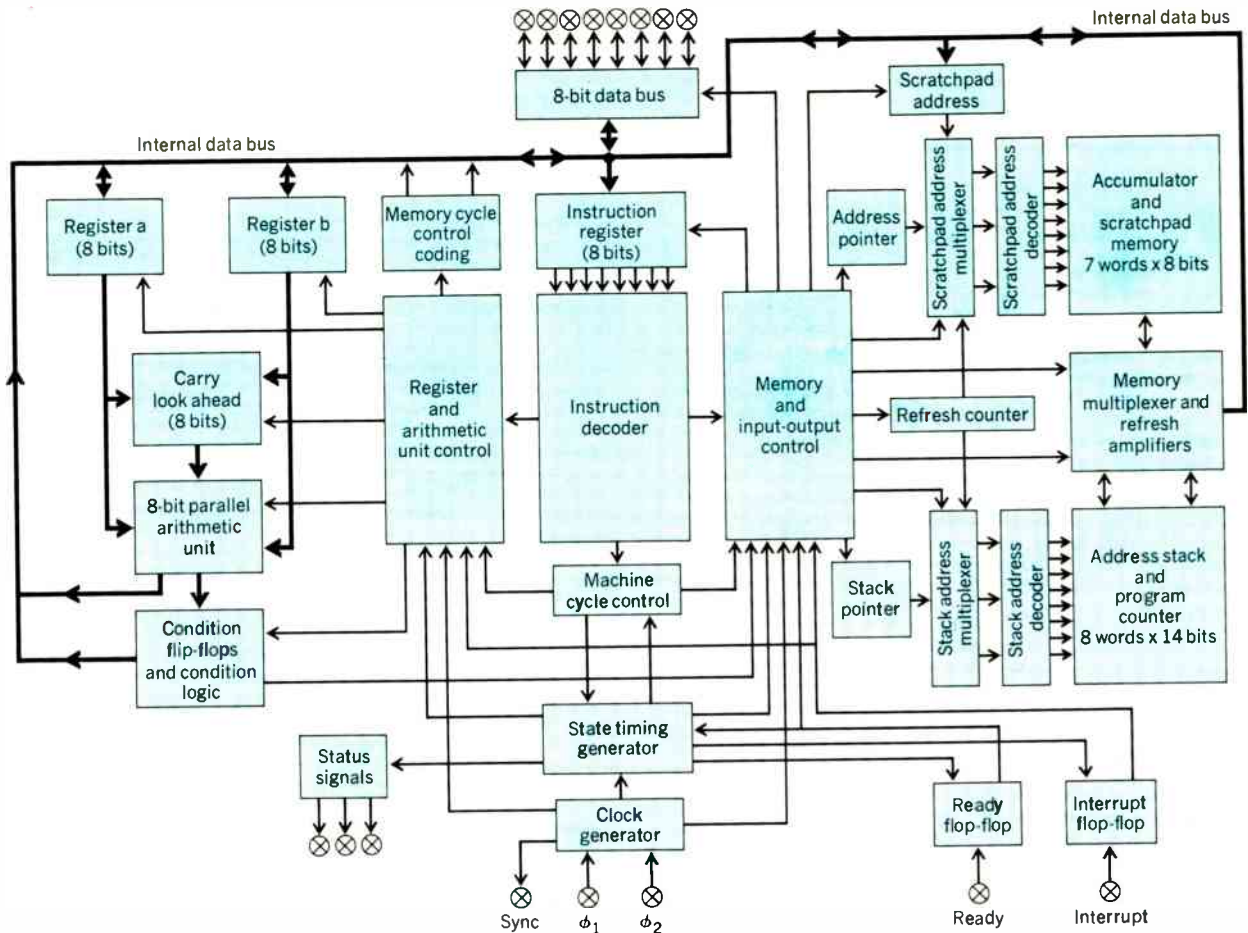 Internal data bus
8-bit data bus
Scratchpad
address
Internal data bus
Register a
(8 bits)
Register b
(8 bits)
Memory cycle
control
coding
Instruction
register
(8 bits)
Address
pointer
Scratchpad address
multiplexer
Scratchpad address
decoder
Accumulator
and
scratchpad
memory
7 words x 8 bits
Carry
look ahead
(8 bits)
Register
and
arithmetic
unit control
Instruction
decoder
Memory
and
input-output
control
Refresh counter
Memory
multiplexer and
refresh
amplifiers
8-bit parallel
arithmetic
unit
Machine
cycle control
Stack
pointer
Stack address
multiplexer
Stack address
decoder
Address stack
and
program
counter
8 words x 14 bits
Condition
flip-flops
and condition
logic
State timing
generator
Status
signals
Clock
generator
Ready
flop-flop
Interrupt
flop-flop
Sync
ϕ1
ϕ2
Ready
Interrupt